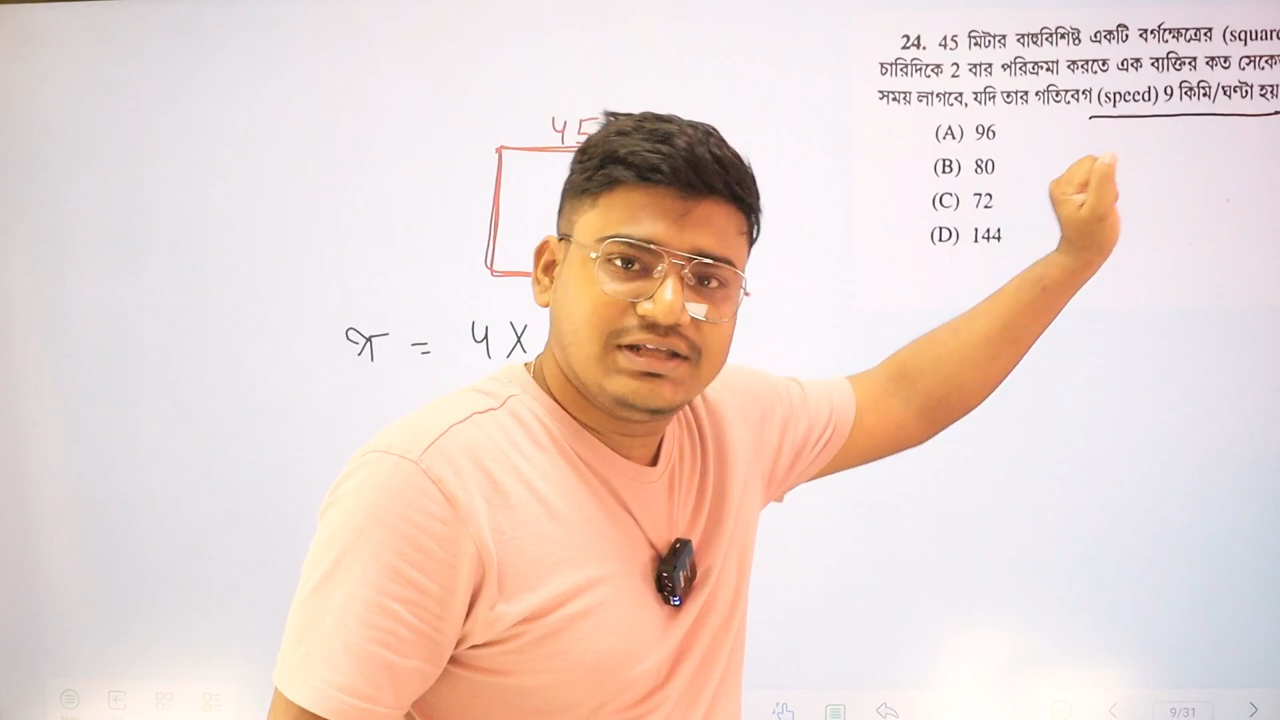 24. 45 মিটার বাহুবিশিষ্ট একটি বর্গক্ষেত্রের (square
চারিদিকে 2 বার পরিক্রমা করতে এক ব্যক্তির কত
সময় লাগবে, যদি তার গতিবেগ (speed) 9 কিমি/ঘণ্টা হয়
(A) 96
(B) 80
(C) 72
(D) 144
45
= 4 X
9/31